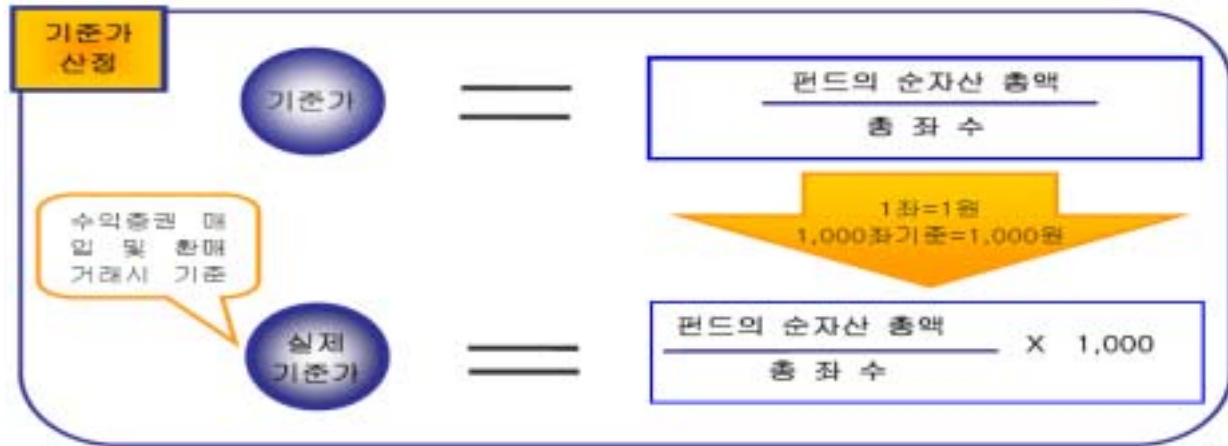 기준가
산정
기준가
펀드의 순자산 총액
총 좌 수
1좌=1원
1,000좌기준=1,000원
수익증권 매
입 및 환매
거래시 기준
실제
기준가
펀드의 순자산 총액
총 좌 수
X 1,000